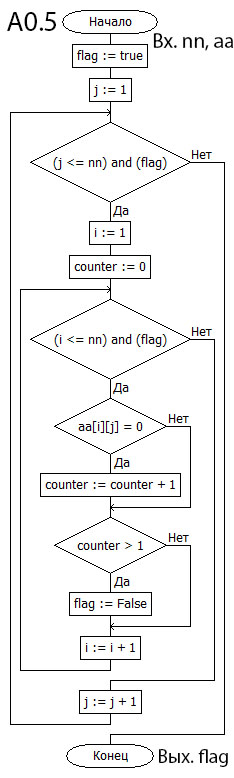 A0.5
Начало
Вх. nn, aa
flag := true
j := 1
(j <= nn) and (flag)
Нет
Да
i := 1
counter := 0
(i <= nn) and (flag)
Нет
Да
aa[i][j] = 0
Нет
Да
counter := counter + 1
counter > 1
Нет
Да
flag := False
i := i + 1
j := j + 1
Конец
Вых. flag